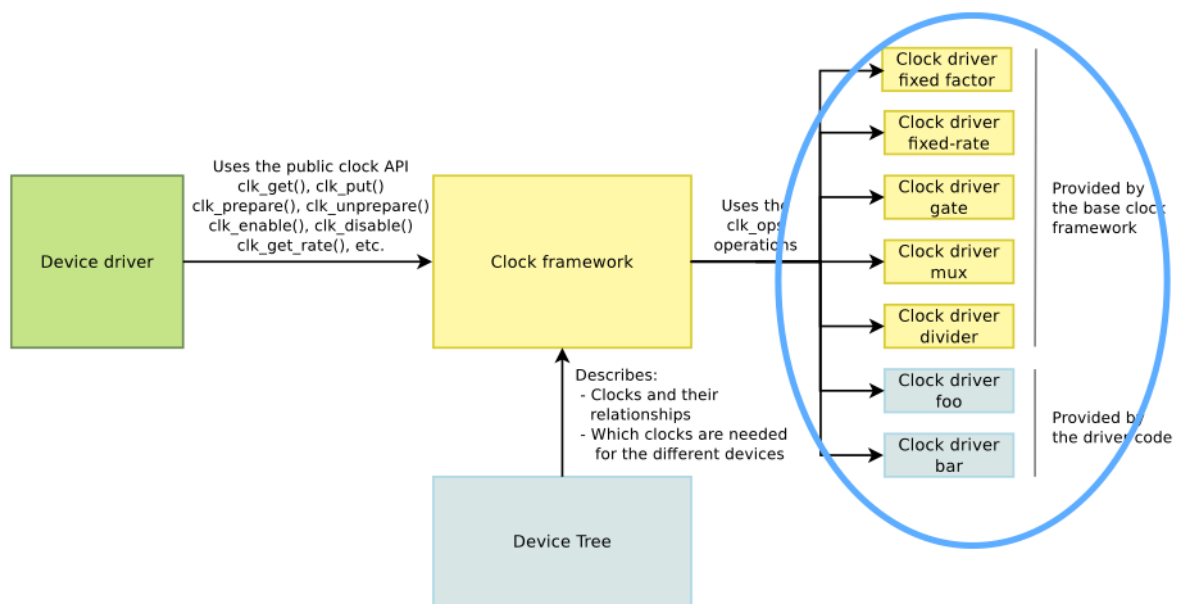 Device driver
Uses the public clock API
clk_get(), clk_put()
clk_prepare(), clk_unprepare()
clk_enable(), clk_disable()
clk_get_rate(), etc.
Clock framework
Uses the
clk_ops
operations
Clock driver
fixed factor
Clock driver
fixed-rate
Clock driver
gate
Clock driver
mux
Clock driver
divider
Provided by
the base clock
framework
Clock driver
foo
Clock driver
bar
Provided by
the driver code
Describes:
- Clocks and their
relationships
- Which clocks are needed
for the different devices
Device Tree